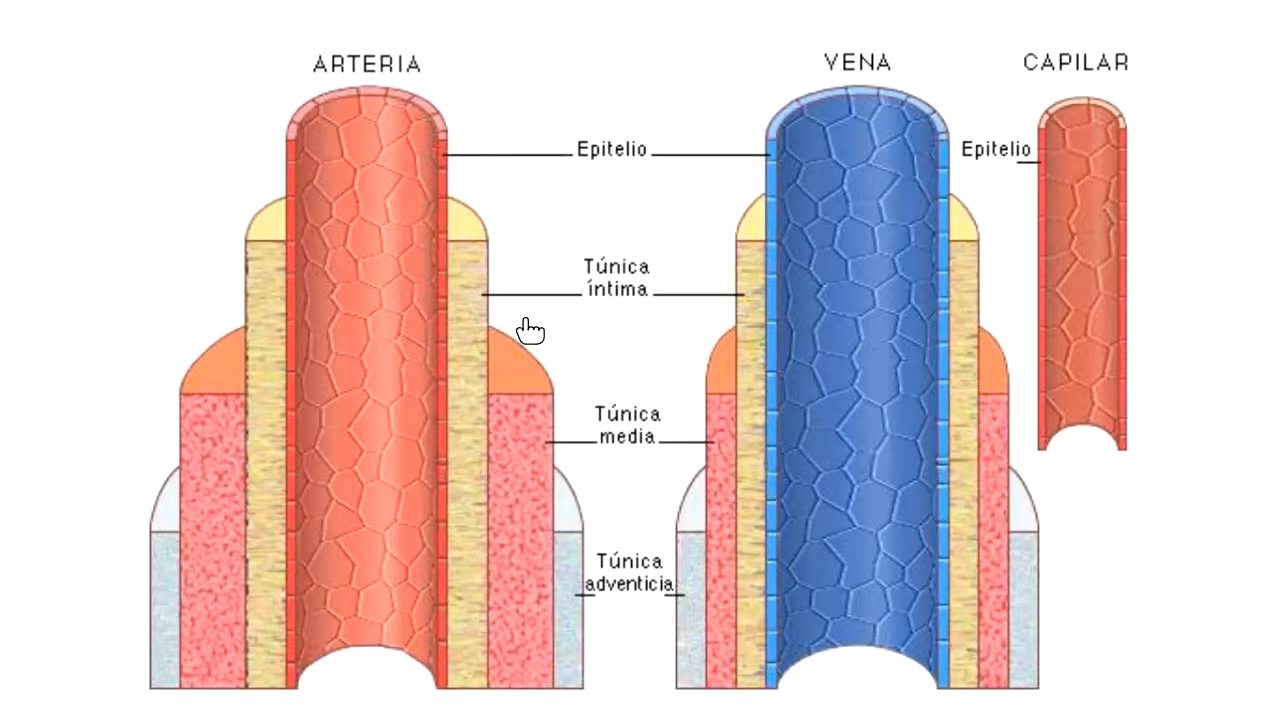 ARTERIA
VENA
CAPILAR
Epitelio
Epitelio
Túnica
íntima
Túnica
media
Túnica
adventicia